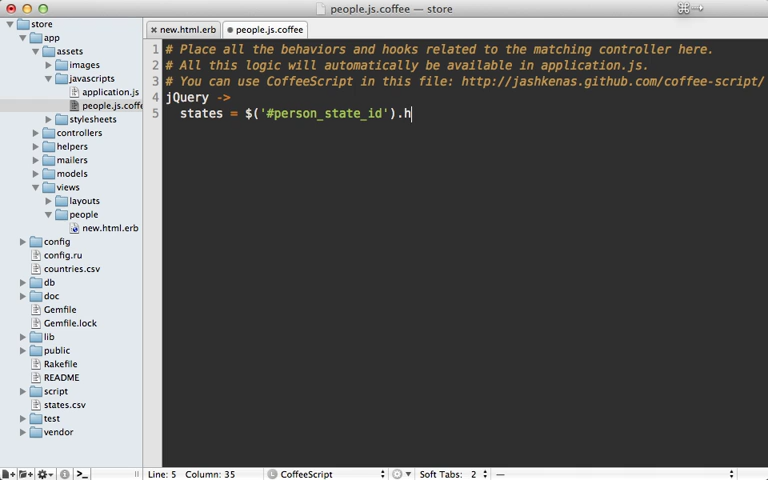 people.js.coffee — store
store
app
assets
images
javascripts
application.js
people.js.coffe
stylesheets
controllers
helpers
mailers
models
views
layouts
people
new.html.erb
config
config.ru
countries.csv
db
doc
Gemfile
Gemfile.lock
lib
public
Rakefile
README
script
states.csv
test
vendor
new.html.erb
people.js.coffee
1 # Place all the behaviors and hooks related to the matching controller here.
2 # All this logic will automatically be available in application.js.
3 # You can use CoffeeScript in this file: http://jashkenas.github.com/coffee-script/
4 jQuery ->
5 states = $('#person_state_id').h
Line: 5 Column: 35 CoffeeScript Soft Tabs: 2 —